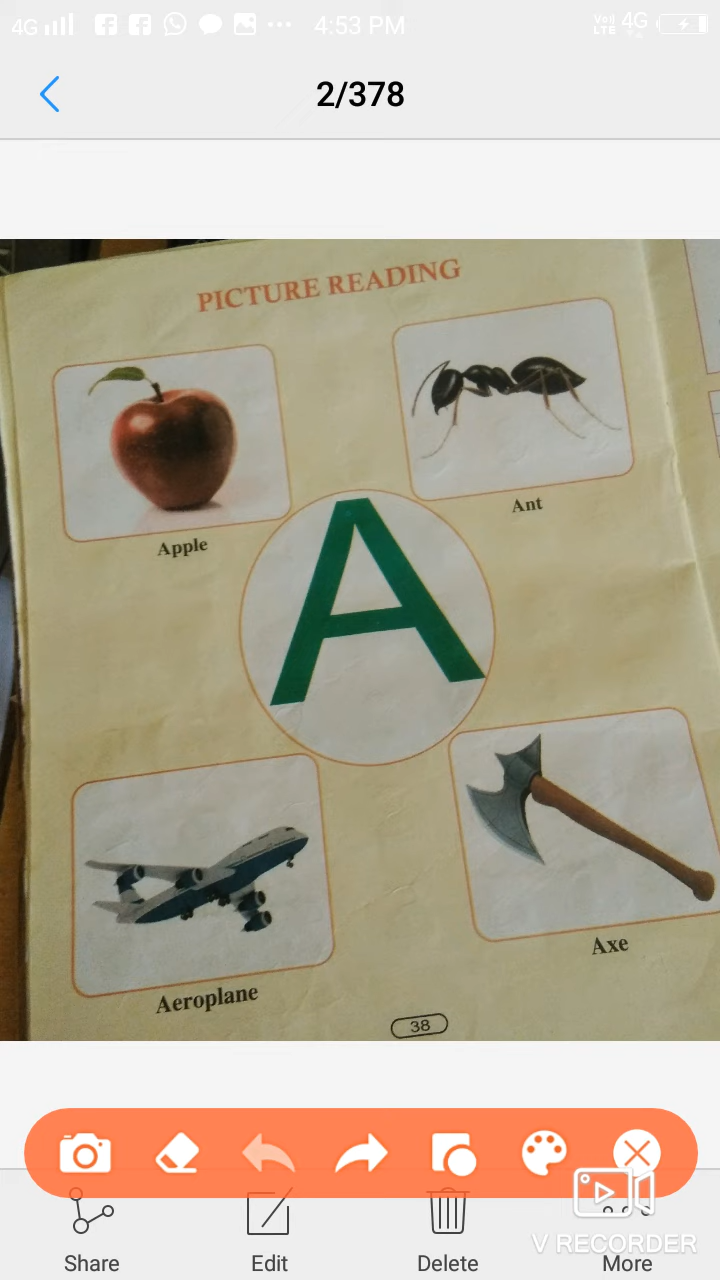 4G 4:53 PM Vo)) LTE 4G
2/378
PICTURE READING
Apple
Ant
A
Aeroplane
Axe
38
Share Edit Delete More
V RECORDER